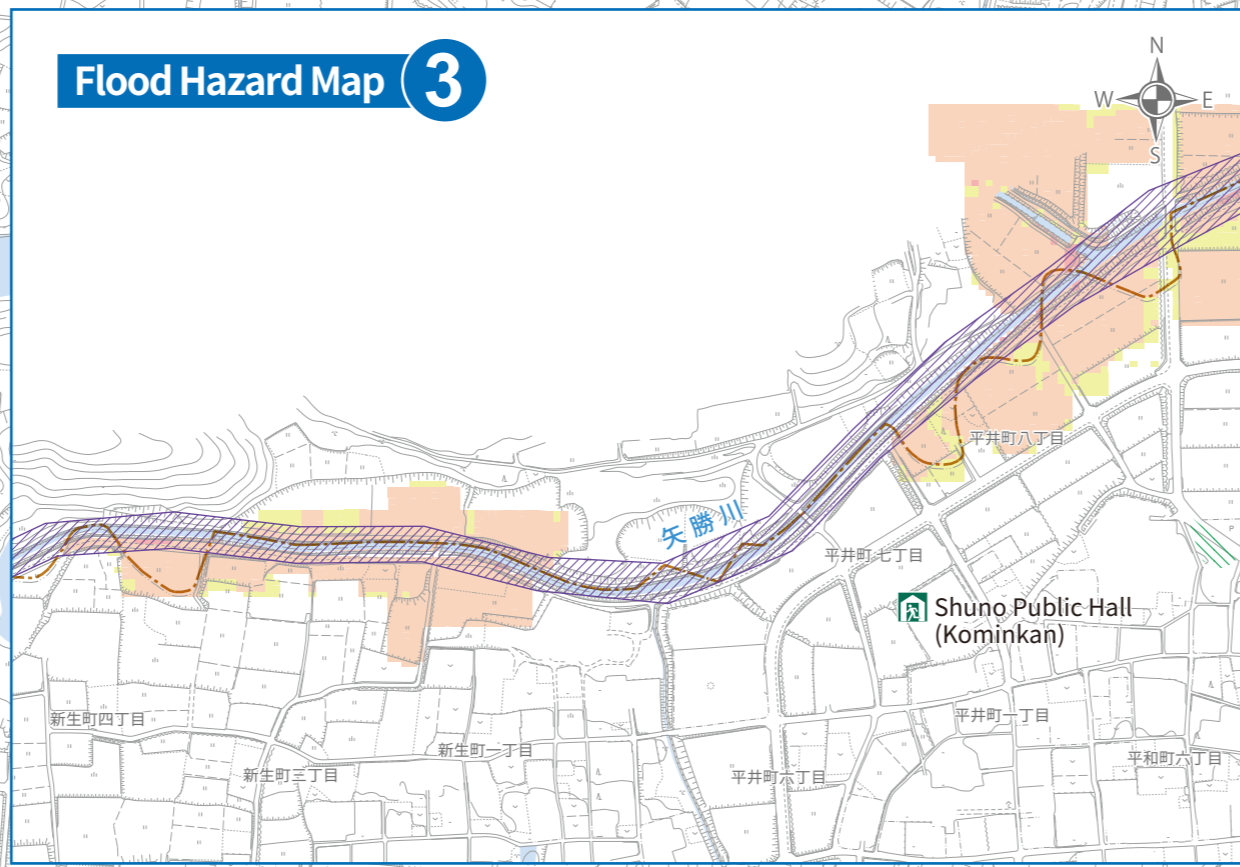 Flood Hazard Map 3
N
W E
S
平井町八丁目
矢勝川
平井町七丁目
Shuno Public Hall
(Kominkan)
新生町四丁目
平井町一丁目
新生町一丁目
平和町六丁目
新生町三丁目
平井町六丁目
P